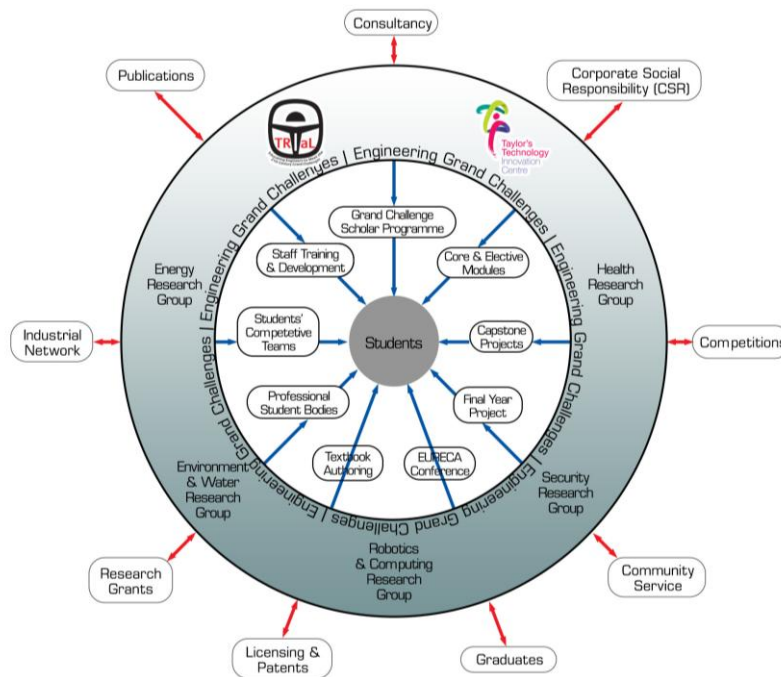 Consultancy
Publications
Corporate Social
Responsibility (CSR)
TR
aL
Taylor's
Technology
Innovation
Centre
Engineering Grand Challenges | Engineering Grand Challenges | Engineering Grand Challenges | Engineering Grand Challenges | Engineering Grand Challenges | Engineering Grand Challenges |
Grand Challenge
Scholar Programme
Staff Training
& Development
Core & Elective
Modules
Energy
Research
Group
Health
Research
Group
Students'
Competetive
Teams
Students
Capstone
Projects
Industrial
Network
Competitions
Professional
Student Bodies
Final Year
Project
Textbook
Authoring
EURECA
Conference
Environment
& Water
Research
Group
Security
Research
Group
Robotics
& Computing
Research
Group
Research
Grants
Community
Service
Licensing &
Patents
Graduates